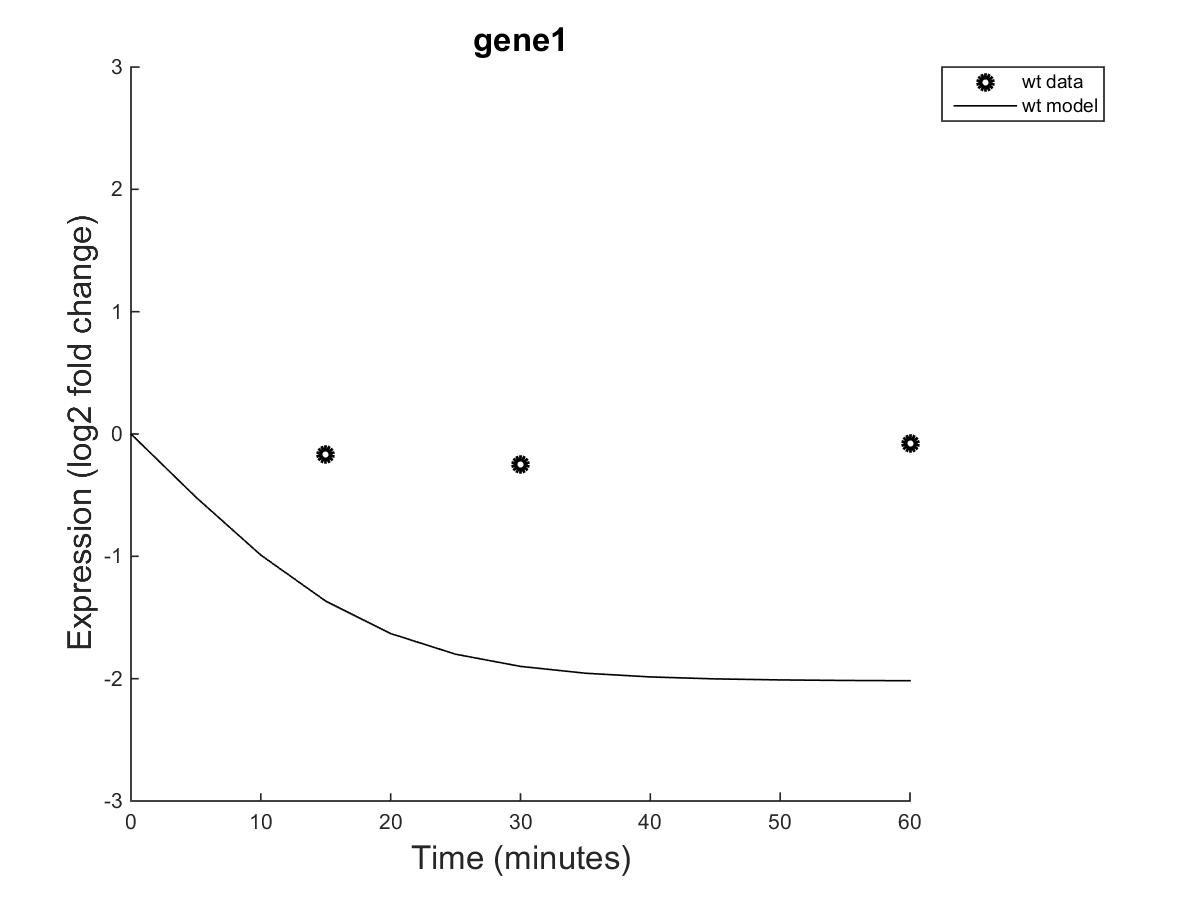 gene1
wt data
wt model
3
2
1
0
-1
-2
-3
Expression (log2 fold change)
0 10 20 30 40 50 60
Time (minutes)